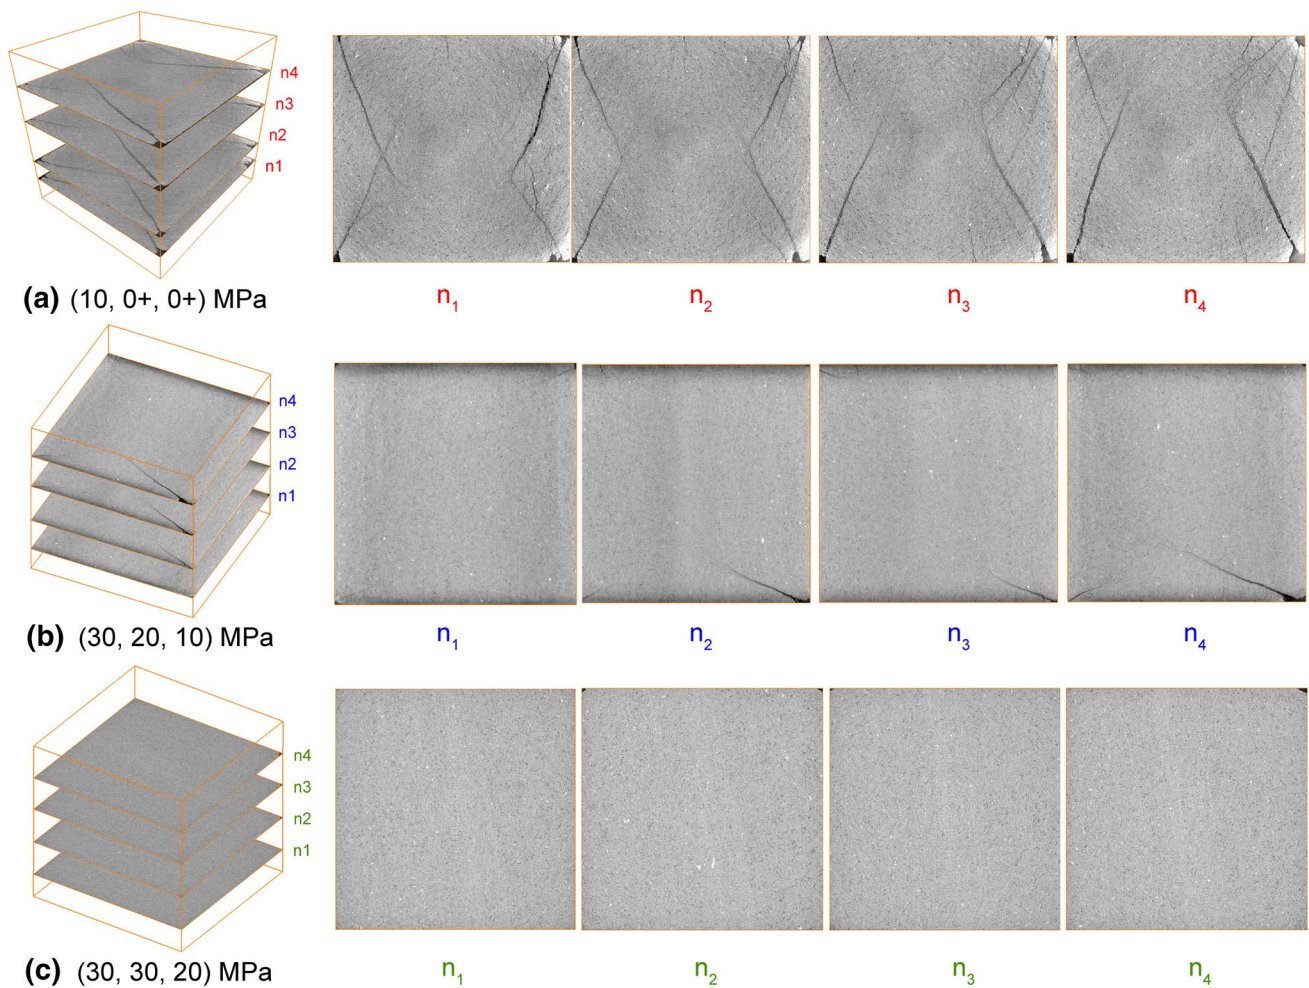 n4
n3
n2
n1
(a) (10, 0+, 0+) MPa
n₁ n₂ n₃ n₄
n4
n3
n2
n1
n₁ n₂ n₃ n₄
(b) (30, 20, 10) MPa
n4
n3
n2
n1
n₁ n₂ n₃ n₄
(c) (30, 30, 20) MPa